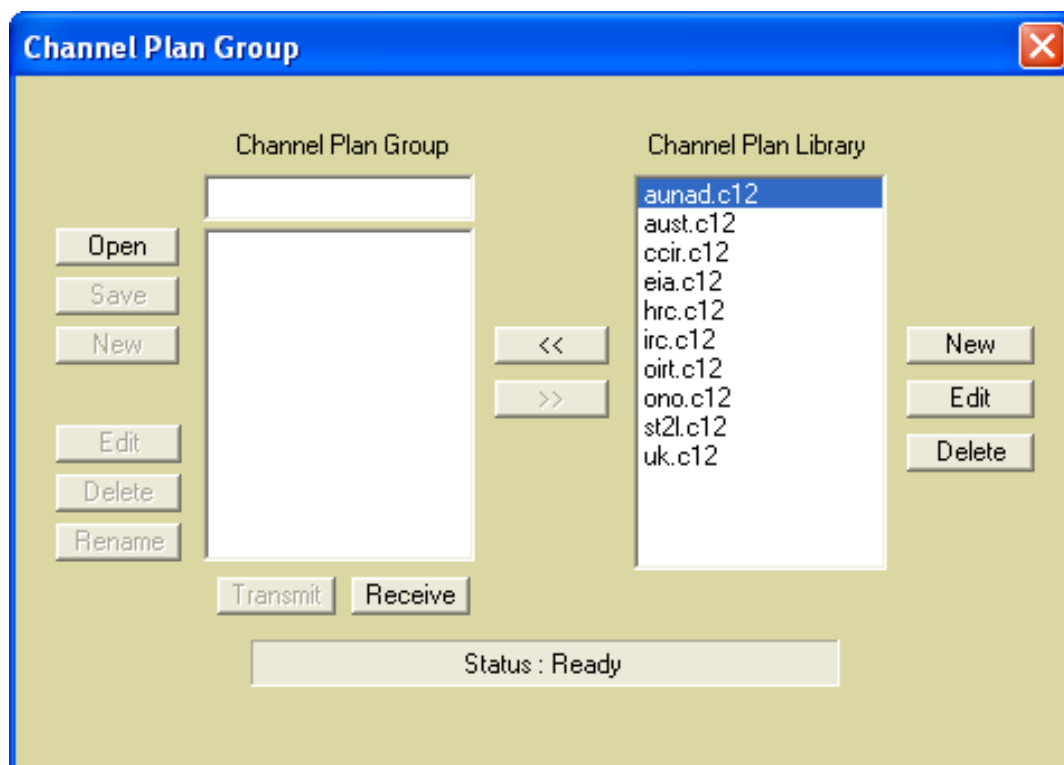 Channel Plan Group
Channel Plan Group
Channel Plan Library
Open
Save
New
Edit
Delete
Rename
<<
>>
aunad.c12
aust.c12
ccir.c12
eia.c12
hrc.c12
irc.c12
oirt.c12
ono.c12
st2l.c12
uk.c12
New
Edit
Delete
Transmit
Receive
Status : Ready